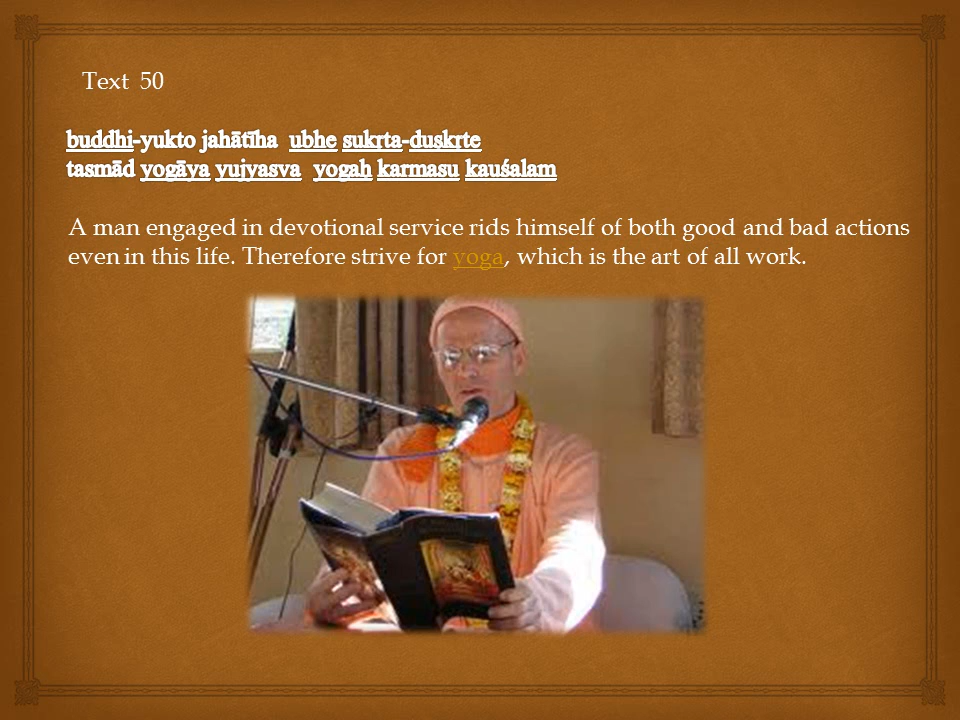 Text 50
buddhi-yukto jahātīha ubhe sukṛta-duṣkṛte
tasmād yogāya yujyasva yogaḥ karmasu kauśalam
A man engaged in devotional service rids himself of both good and bad actions
even in this life. Therefore strive for yoga, which is the art of all work.